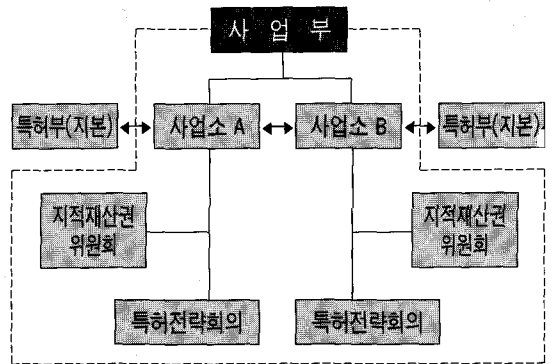 사 업 부
특허부(지본)
사업소 A
사업소 B
특허부(지본)
지적재산권
위원회
지적재산권
위원회
특허전략회의
특허전략회의